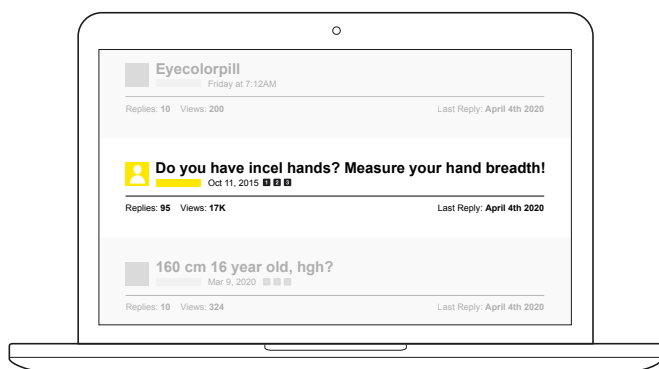 Eyecolorpill
Friday at 7:12AM
Replies: 10 Views: 200 Last Reply: April 4th 2020
Do you have incel hands? Measure your hand breadth!
Oct 11, 2015 1 2 3
Replies: 95 Views: 17K Last Reply: April 4th 2020
160 cm 16 year old, hgh?
Mar 9, 2020
Replies: 10 Views: 324 Last Reply: April 4th 2020